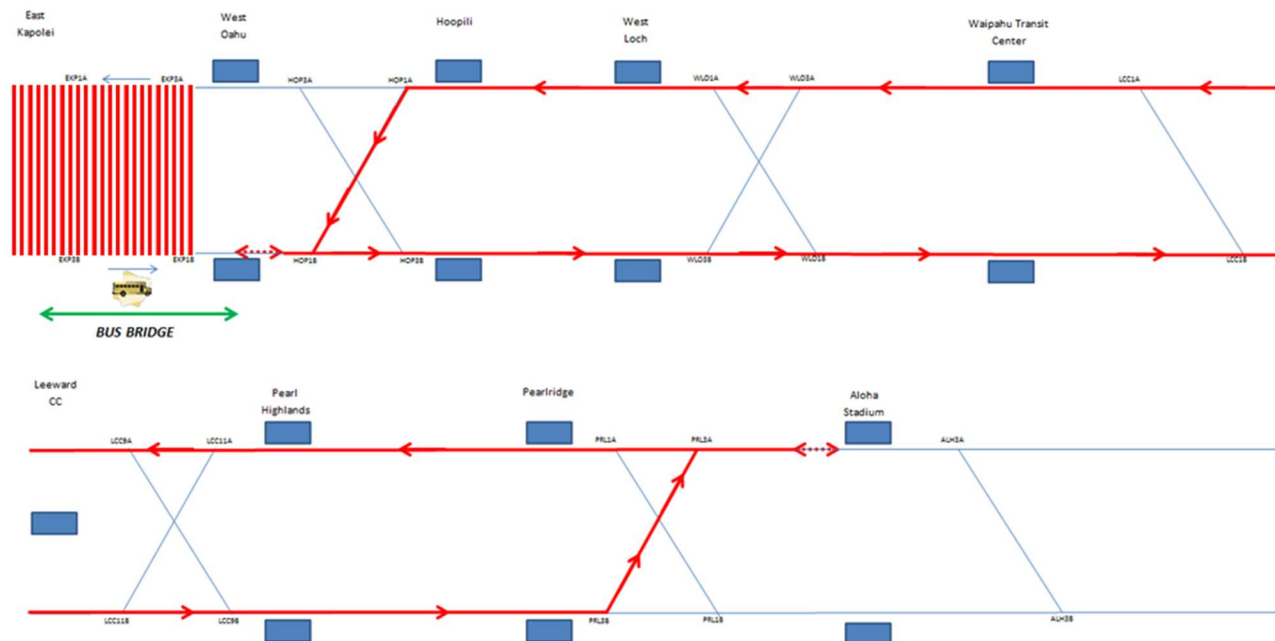 East
Kapolei
West
Oahu
Hoopili
West
Loch
Waipahu Transit
Center
EKP1A
EKP3A
HOP3A
HOP1A
WLO1A
WLO3A
LCC1A
EKP3B
EKP1B
HOP1B
HOP3B
WLO3B
WLO1B
LCC1B
BUS BRIDGE
Leeward
CC
Pearl
Highlands
Pearlridge
Aloha
Stadium
LCC9A
LCC11A
PRL1A
PRL3A
ALH3A
LCC11B
LCC9B
PRL3B
PRL1B
ALH3B